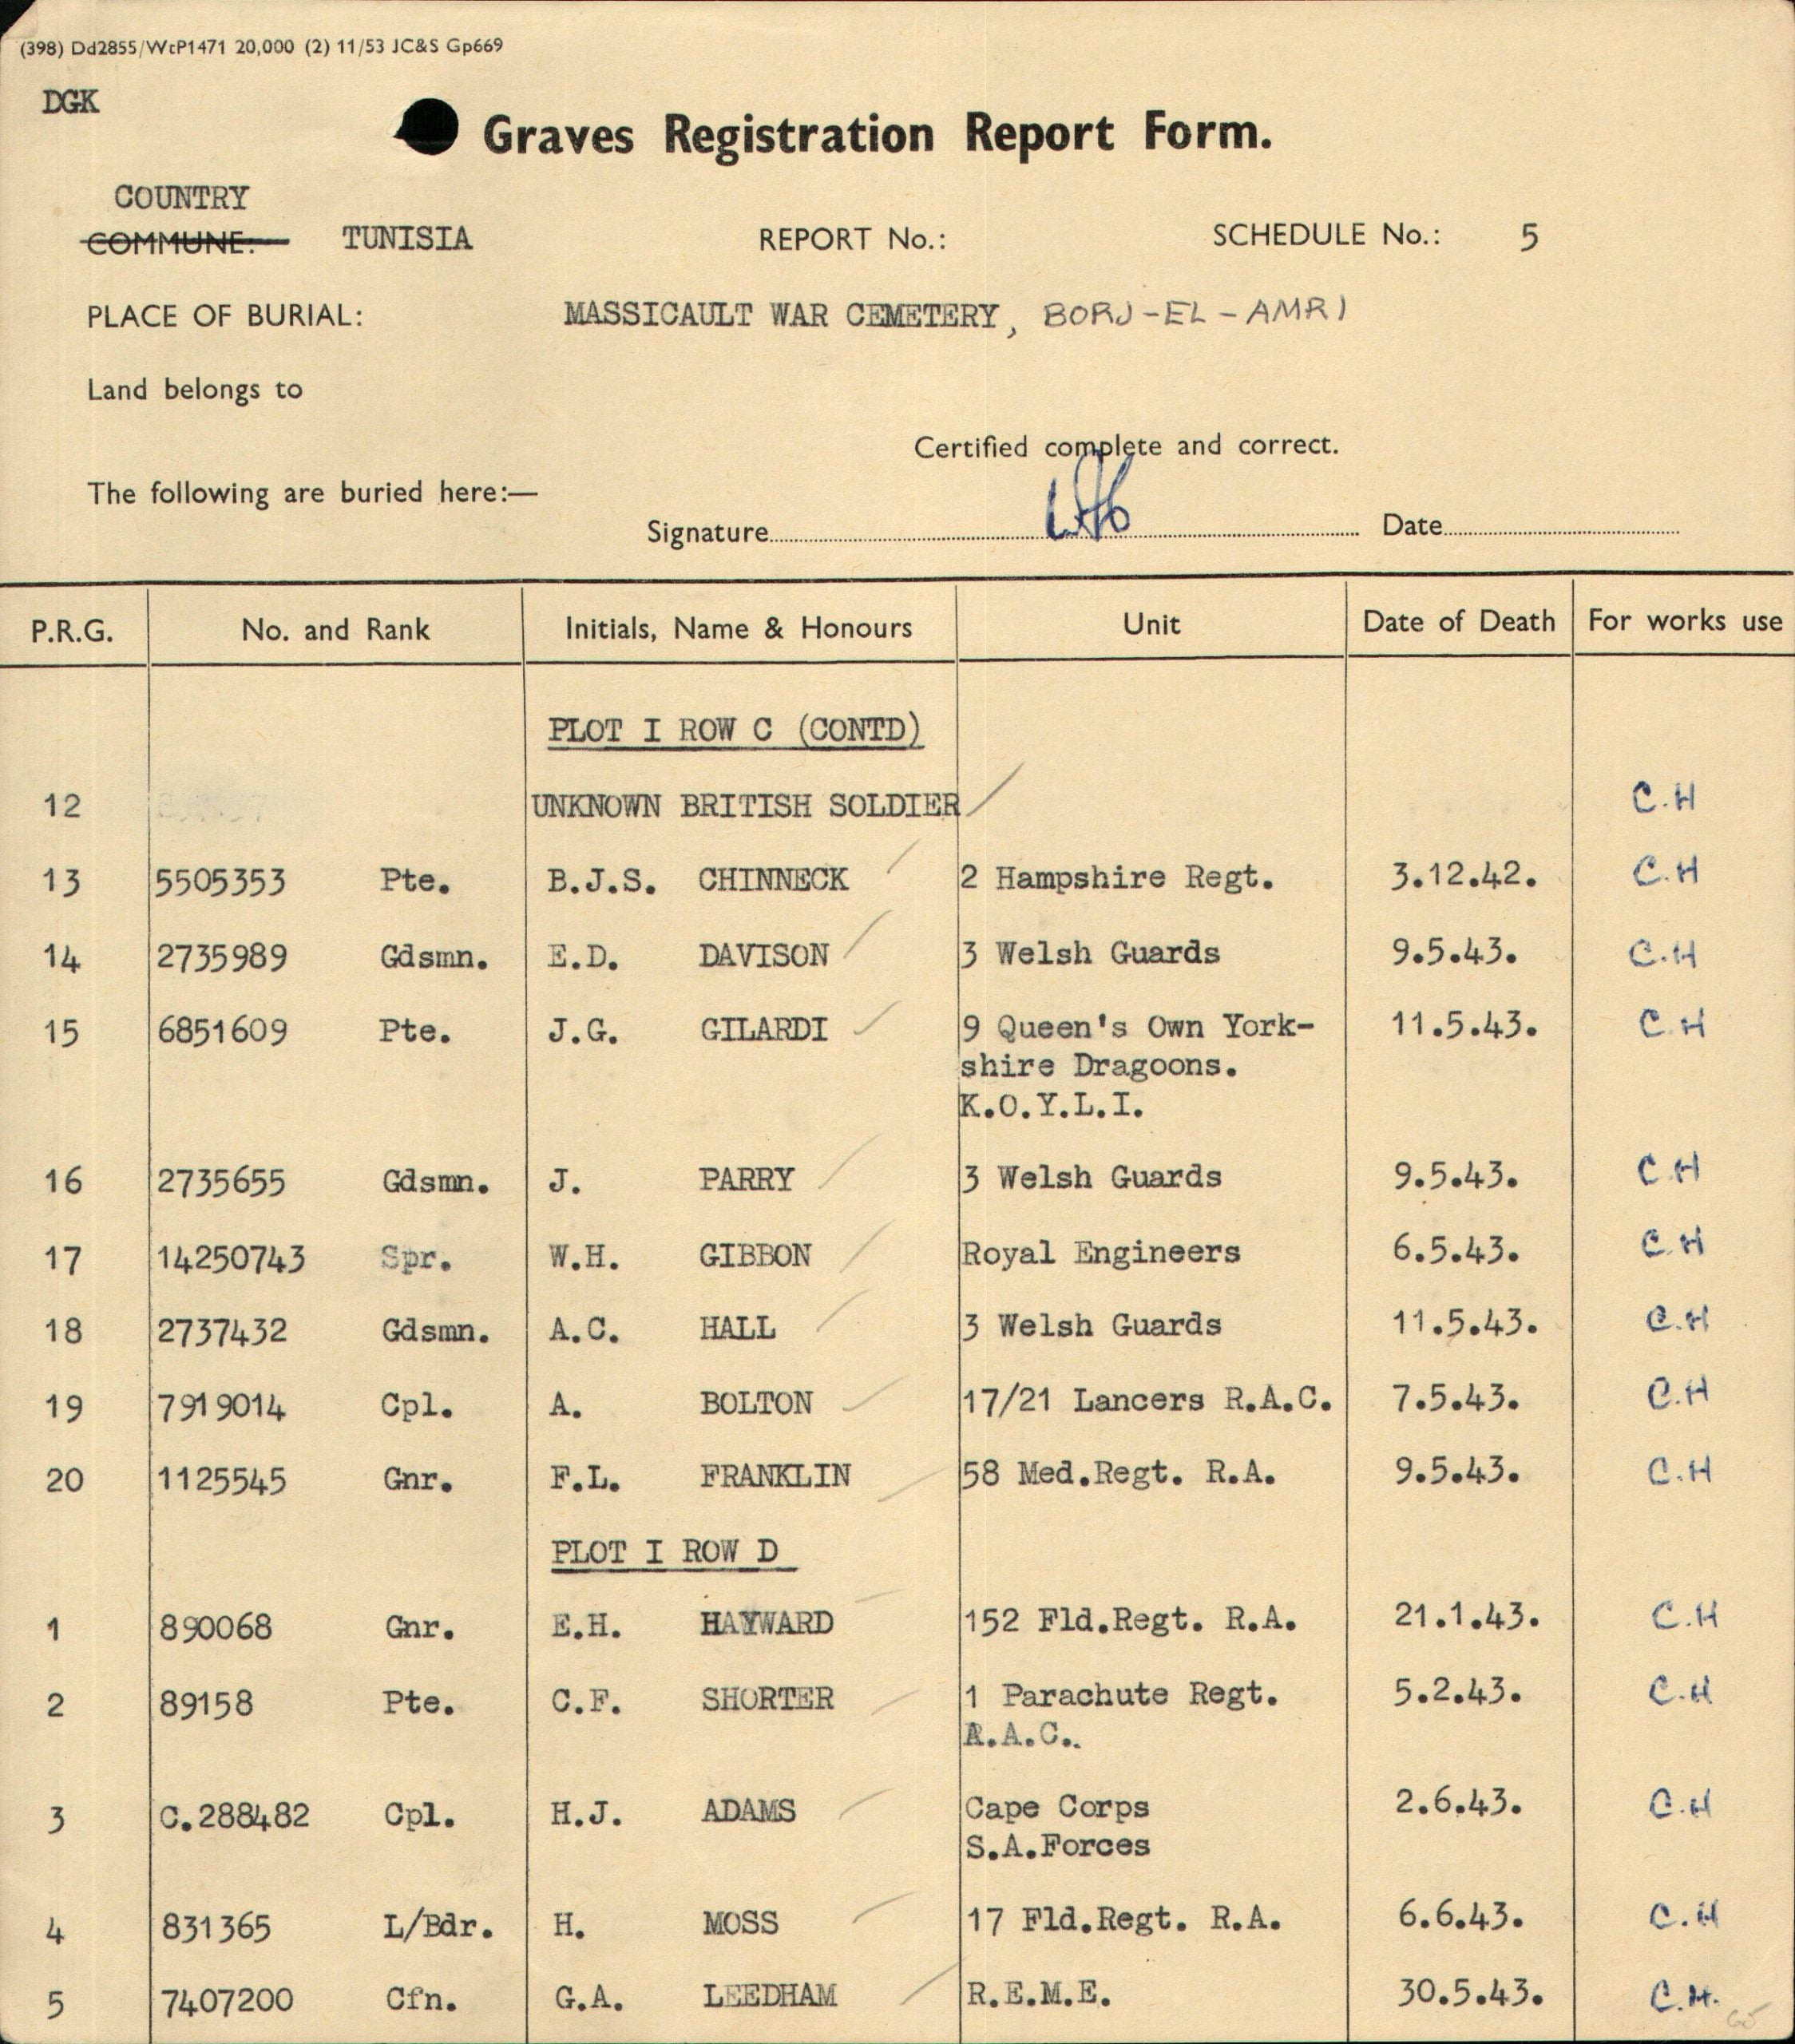 (398) Dd2855/WcP1471 20,000 (2) 11/53 JC&S Gp669
DGK
Graves Registration Report Form.
COUNTRY
COMMUNE: TUNISIA REPORT No.: SCHEDULE No.: 5
PLACE OF BURIAL: MASSICAULT WAR CEMETERY, BORJ-EL-AMRI
Land belongs to
Certified complete and correct.
The following are buried here:—
Signature Date
P.R.G. No. and Rank Initials, Name & Honours Unit Date of Death For works use
PLOT I ROW C (CONTD)
12 UNKNOWN BRITISH SOLDIER C.H
13 5505353 Pte. B.J.S. CHINNECK 2 Hampshire Regt. 3.12.42. C.H
14 2735989 Gdsmn. E.D. DAVISON 3 Welsh Guards 9.5.43. C.H
15 6851609 Pte. J.G. GILARDI 9 Queen's Own York- 11.5.43. C.H
shire Dragoons.
K.O.Y.L.I.
16 2735655 Gdsmn. J. PARRY 3 Welsh Guards 9.5.43. C.H
17 14250743 Spr. W.H. GIBBON Royal Engineers 6.5.43. C.H
18 2737432 Gdsmn. A.C. HALL 3 Welsh Guards 11.5.43. C.H
19 7919014 Cpl. A. BOLTON 17/21 Lancers R.A.C. 7.5.43. C.H
20 1125545 Gnr. F.L. FRANKLIN 58 Med.Regt. R.A. 9.5.43. C.H
PLOT I ROW D
1 890068 Gnr. E.H. HAYWARD 152 Fld.Regt. R.A. 21.1.43. C.H
2 89158 Pte. C.F. SHORTER 1 Parachute Regt. 5.2.43. C.H
A.A.C..
3 C.288482 Cpl. H.J. ADAMS Cape Corps 2.6.43. C.H
S.A.Forces
4 831365 L/Bdr. H. MOSS 17 Fld.Regt. R.A. 6.6.43. C.H
5 7407200 Cfn. G.A. LEEDHAM R.E.M.E. 30.5.43. C.H.